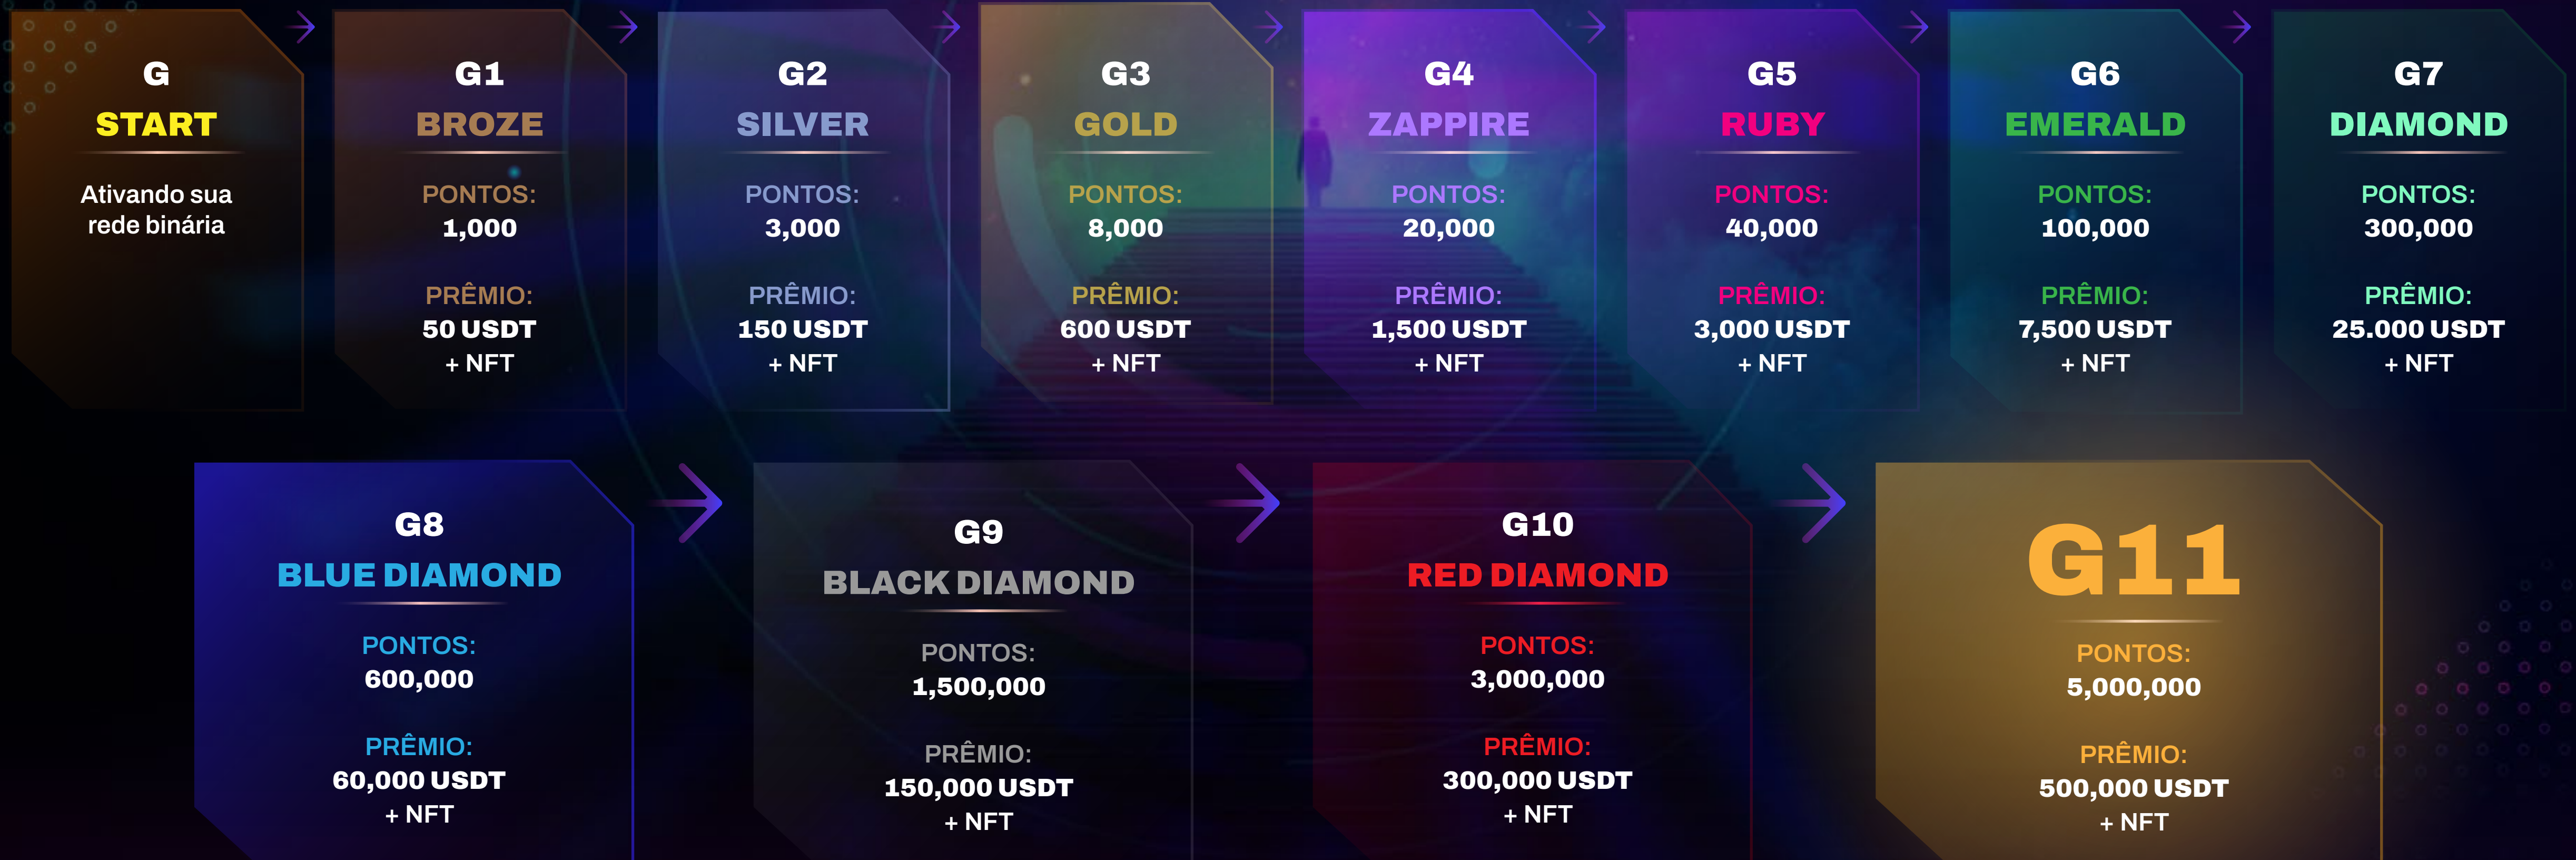 G
START
Ativando sua
rede binária
G1
BROZE
PONTOS:
1,000
PRÊMIO:
50 USDT
+ NFT
G2
SILVER
PONTOS:
3,000
PRÊMIO:
150 USDT
+ NFT
G3
GOLD
PONTOS:
8,000
PRÊMIO:
600 USDT
+ NFT
G4
ZAPPIRE
PONTOS:
20,000
PRÊMIO:
1,500 USDT
+ NFT
G5
RUBY
PONTOS:
40,000
PRÊMIO:
3,000 USDT
+ NFT
G6
EMERALD
PONTOS:
100,000
PRÊMIO:
7,500 USDT
+ NFT
G7
DIAMOND
PONTOS:
300,000
PRÊMIO:
25.000 USDT
+ NFT
G8
BLUE DIAMOND
PONTOS:
600,000
PRÊMIO:
60,000 USDT
+ NFT
G9
BLACK DIAMOND
PONTOS:
1,500,000
PRÊMIO:
150,000 USDT
+ NFT
G10
RED DIAMOND
PONTOS:
3,000,000
PRÊMIO:
300,000 USDT
+ NFT
G11
PONTOS:
5,000,000
PRÊMIO:
500,000 USDT
+ NFT